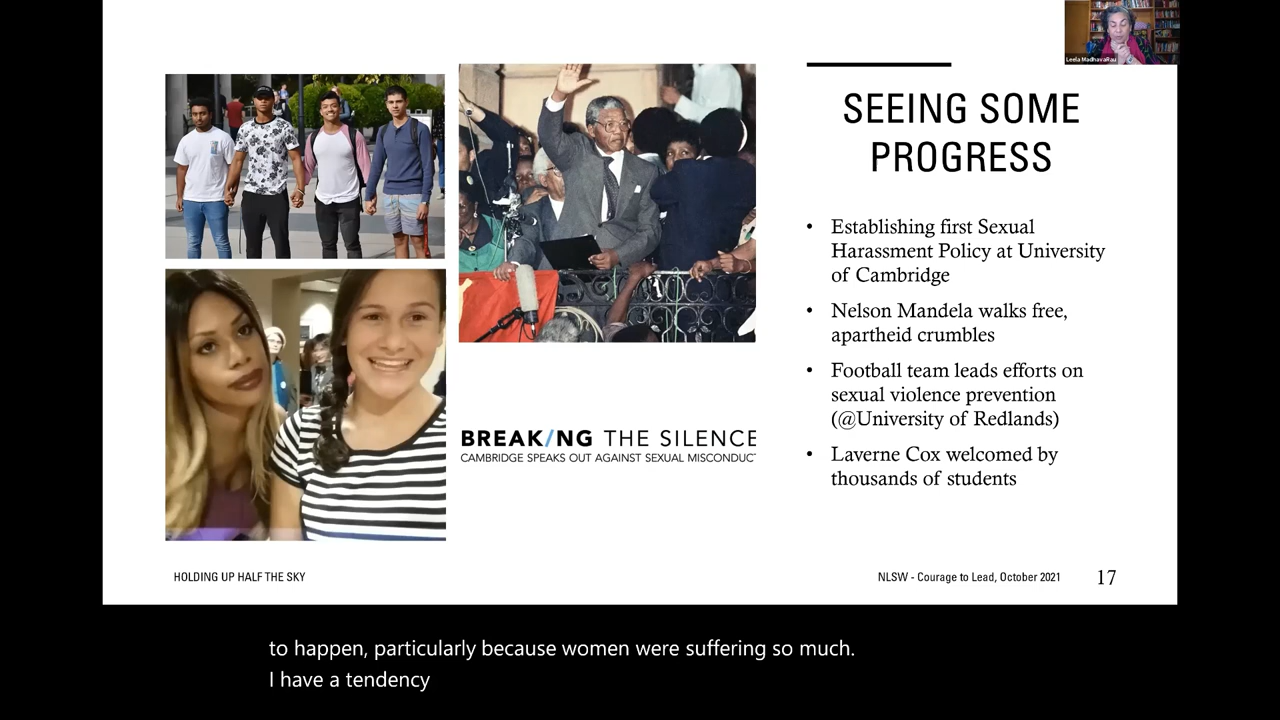 Leela MadhavaRau
SEEING SOME
PROGRESS
• Establishing first Sexual
Harassment Policy at University
of Cambridge
• Nelson Mandela walks free,
apartheid crumbles
• Football team leads efforts on
sexual violence prevention
(@University of Redlands)
• Laverne Cox welcomed by
thousands of students
BREAK/NG THE SILENCE
CAMBRIDGE SPEAKS OUT AGAINST SEXUAL MISCONDUC
HOLDING UP HALF THE SKY
NLSW - Courage to Lead, October 2021
17
to happen, particularly because women were suffering so much.
I have a tendency